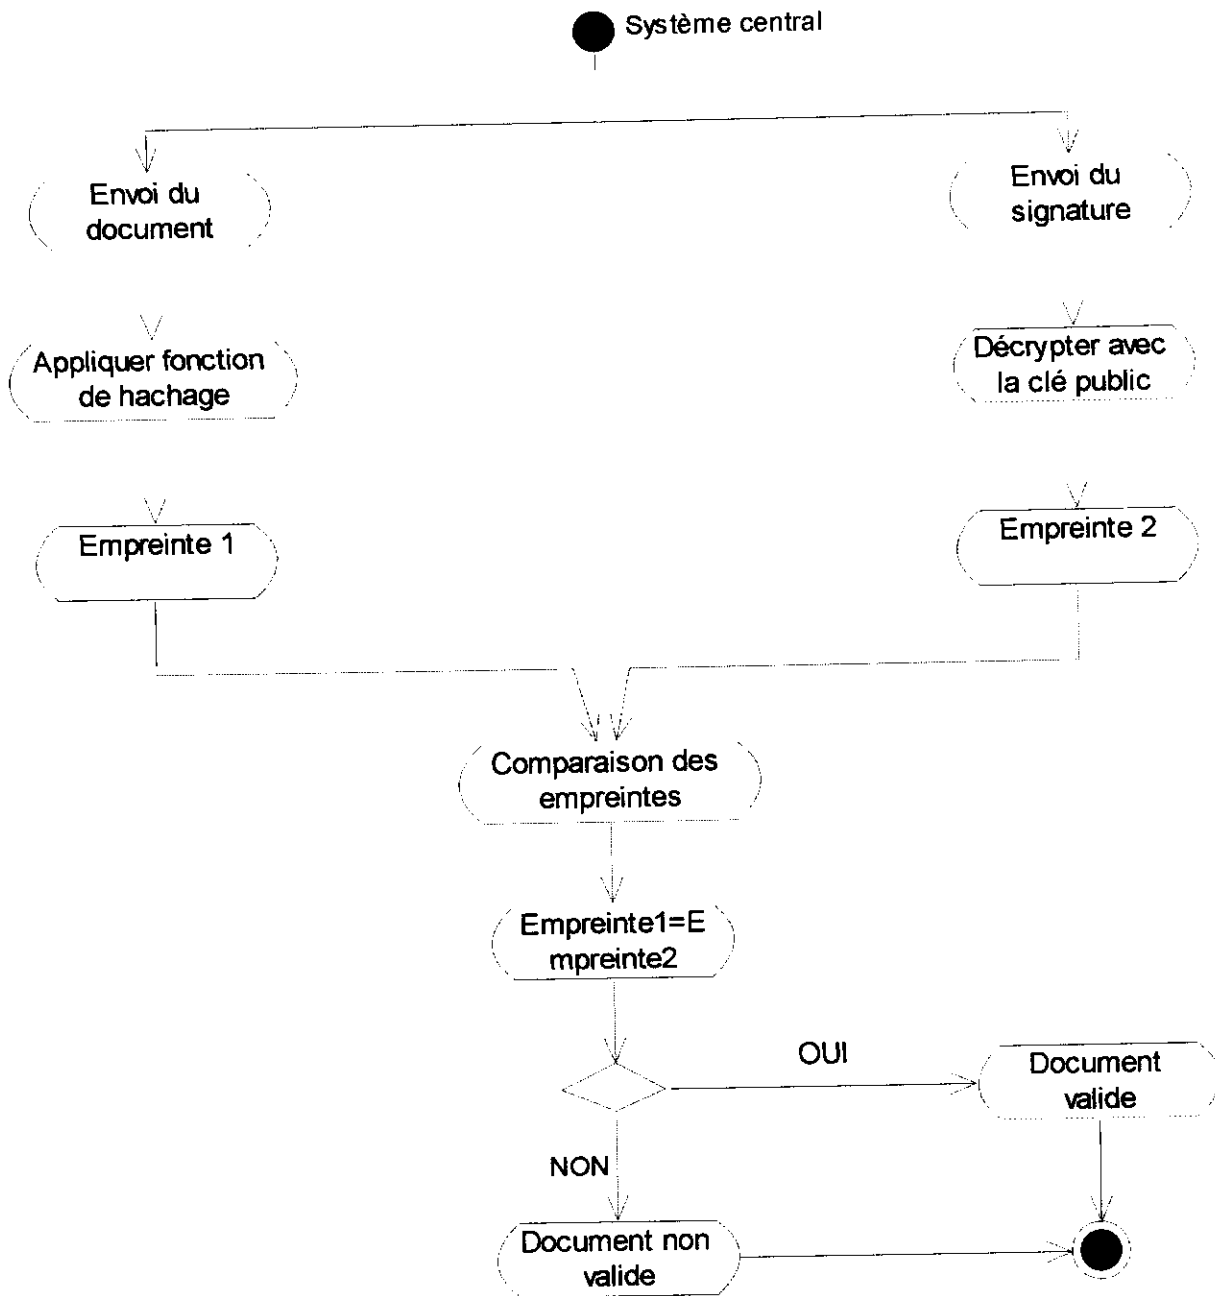 Système central
Envoi du
document
Envoi du
signature
Appliquer fonction
de hachage
Décrypter avec
la clé public
Empreinte 1
Empreinte 2
Comparaison des
empreintes
Empreinte1=E
mpreinte2
OUI
Document
valide
NON
Document non
valide